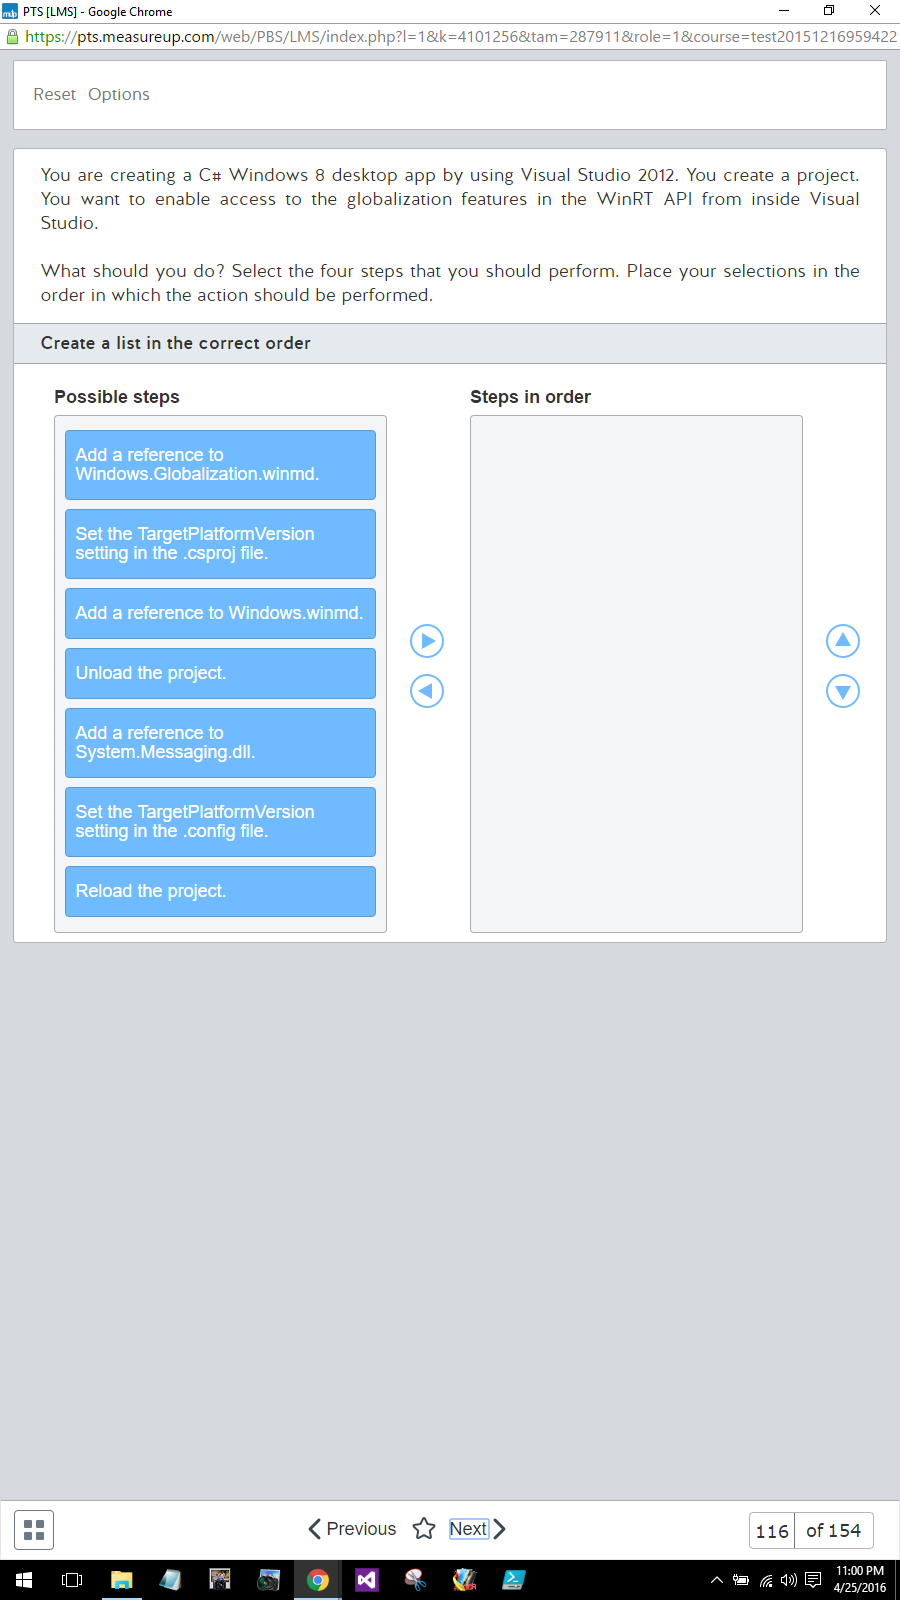 PTS [LMS] - Google Chrome
https://pts.measureup.com/web/PBS/LMS/index.php?l=1&k=4101256&tam=287911&role=1&course=test20151216959422
Reset Options
You are creating a C# Windows 8 desktop app by using Visual Studio 2012. You create a project.
You want to enable access to the globalization features in the WinRT API from inside Visual
Studio.
What should you do? Select the four steps that you should perform. Place your selections in the
order in which the action should be performed.
Create a list in the correct order
Possible steps
Add a reference to
Windows.Globalization.winmd.
Set the TargetPlatformVersion
setting in the .csproj file.
Add a reference to Windows.winmd.
Unload the project.
Add a reference to
System.Messaging.dll.
Set the TargetPlatformVersion
setting in the .config file.
Reload the project.
Steps in order
Previous
Next
116 of 154
11:00 PM
4/25/2016